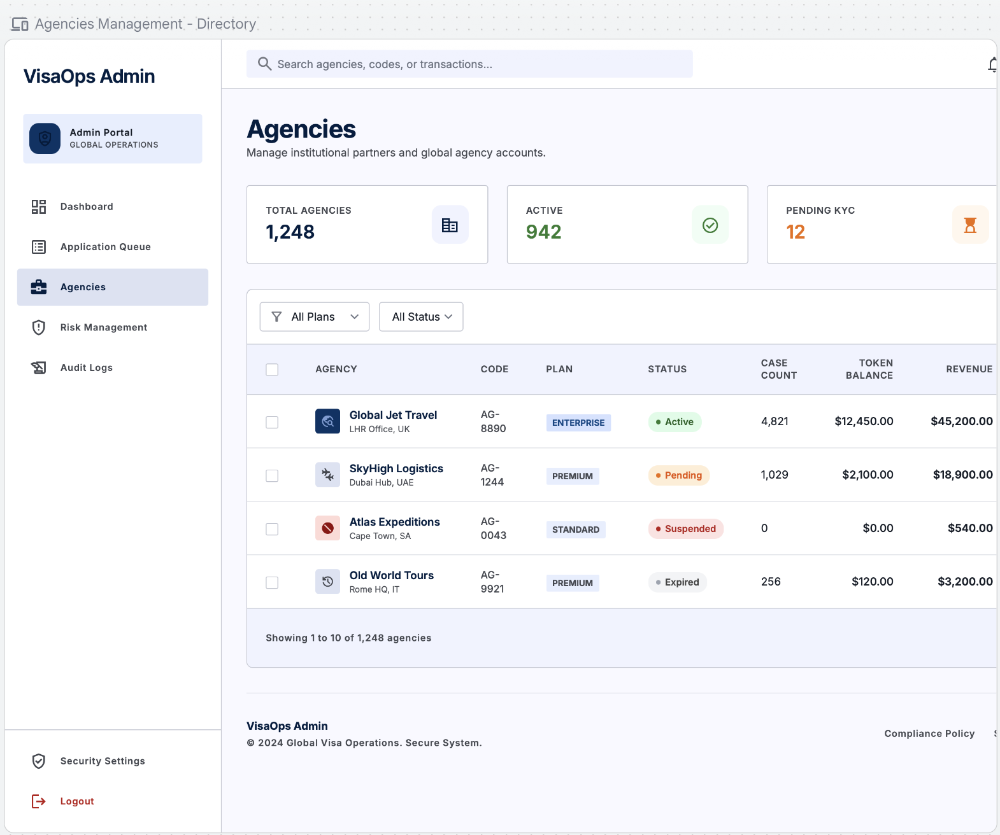 Agencies Management - Directory
VisaOps Admin
Admin Portal
GLOBAL OPERATIONS
Dashboard
Application Queue
Agencies
Risk Management
Audit Logs
Security Settings
Logout
Search agencies, codes, or transactions...
Agencies
Manage institutional partners and global agency accounts.
TOTAL AGENCIES
1,248
ACTIVE
942
PENDING KYC
12
All Plans
All Status
AGENCY CODE PLAN STATUS CASE COUNT TOKEN BALANCE REVENUE
Global Jet Travel
LHR Office, UK
AG-
8890
ENTERPRISE
Active
4,821
$12,450.00
$45,200.00
SkyHigh Logistics
Dubai Hub, UAE
AG-
1244
PREMIUM
Pending
1,029
$2,100.00
$18,900.00
Atlas Expeditions
Cape Town, SA
AG-
0043
STANDARD
Suspended
0
$0.00
$540.00
Old World Tours
Rome HQ, IT
AG-
9921
PREMIUM
Expired
256
$120.00
$3,200.00
Showing 1 to 10 of 1,248 agencies
VisaOps Admin
© 2024 Global Visa Operations. Secure System.
Compliance Policy